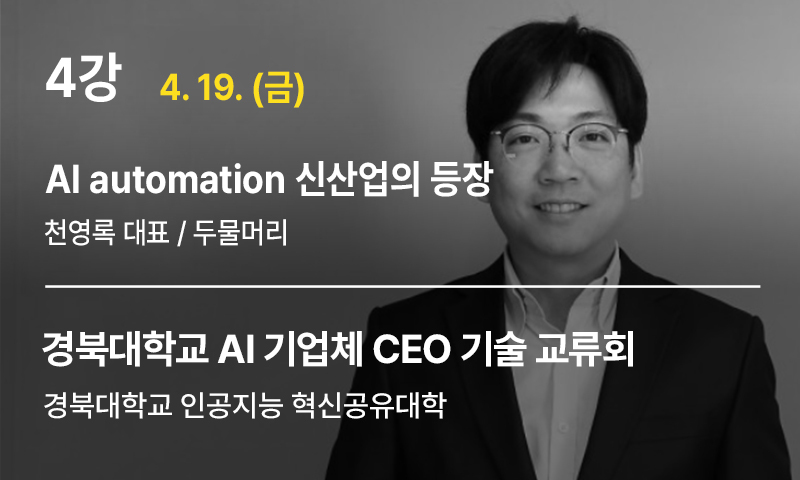 4강 4. 19. (금)
AI automation 신산업의 등장
천영록 대표 / 두물머리
경북대학교 AI 기업체 CEO 기술 교류회
경북대학교 인공지능 혁신공유대학